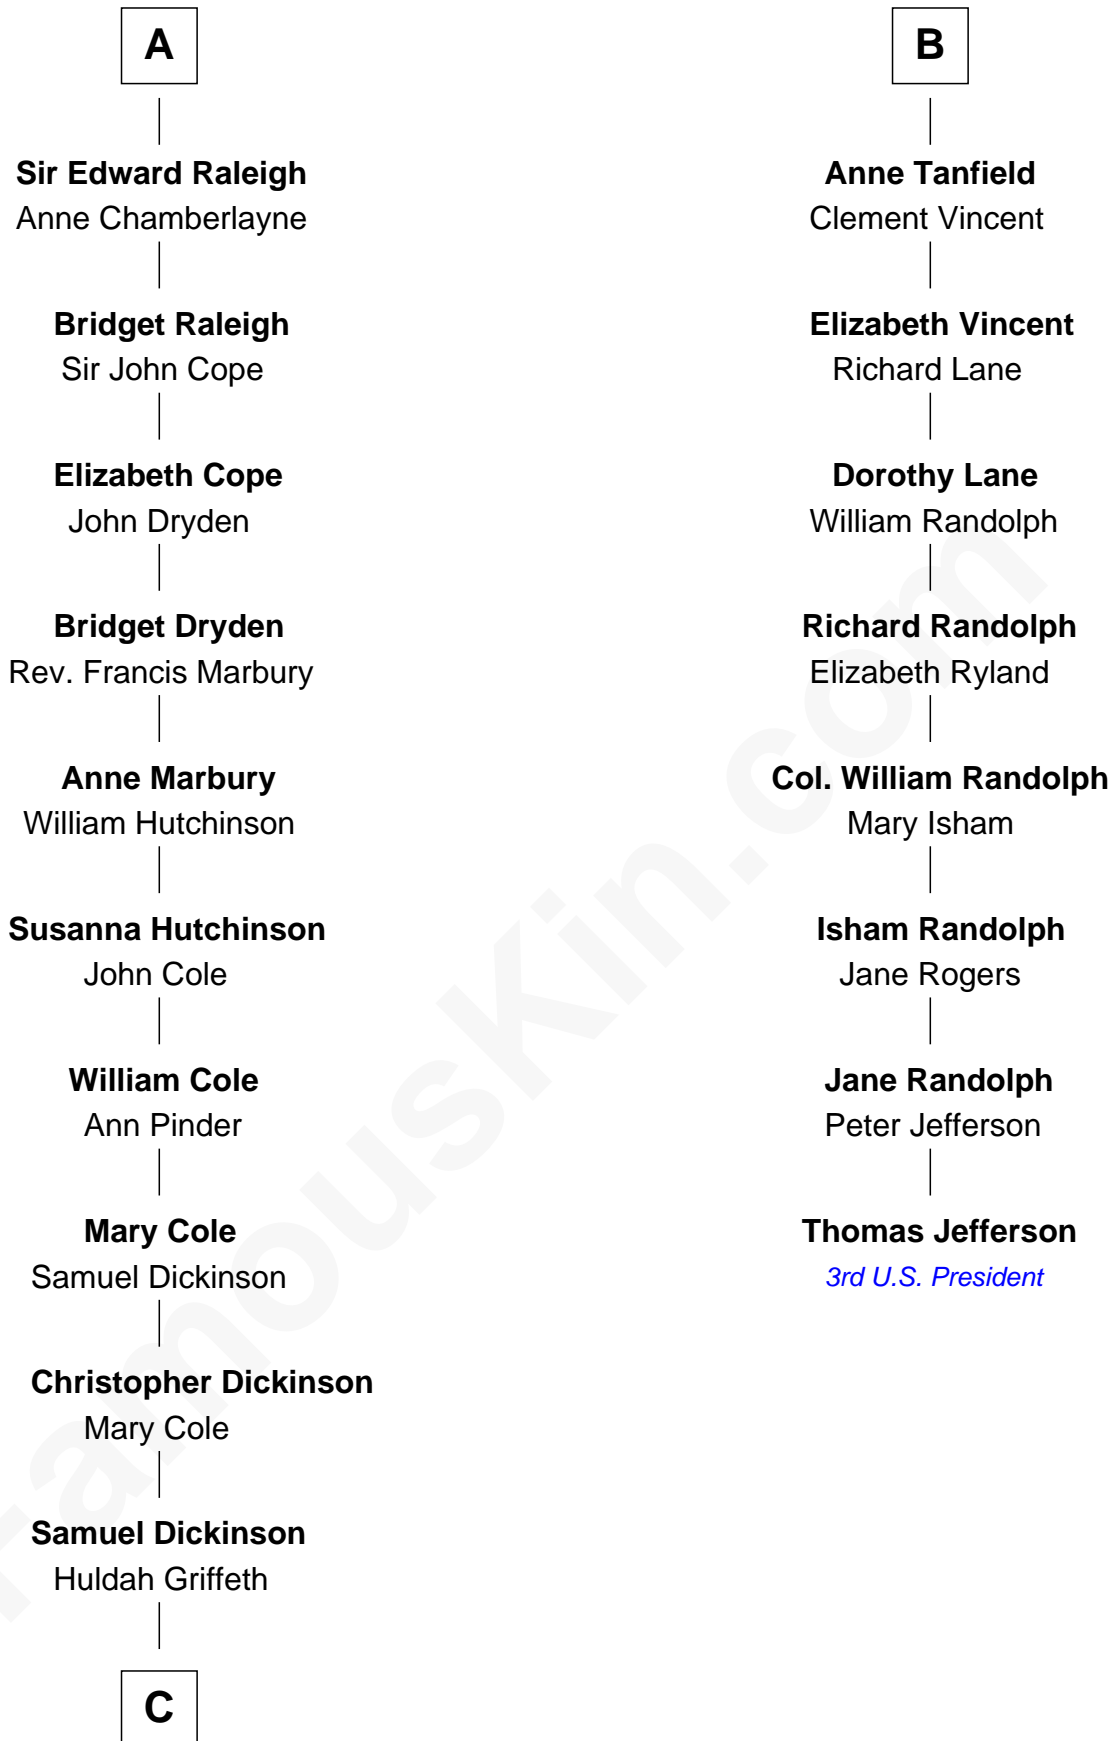 A
Sir Edward Raleigh
Anne Chamberlayne
Bridget Raleigh
Sir John Cope
Elizabeth Cope
John Dryden
Bridget Dryden
Rev. Francis Marbury
Anne Marbury
William Hutchinson
Susanna Hutchinson
John Cole
William Cole
Ann Pinder
Mary Cole
Samuel Dickinson
Christopher Dickinson
Mary Cole
Samuel Dickinson
Huldah Griffeth
C
B
Anne Tanfield
Clement Vincent
Elizabeth Vincent
Richard Lane
Dorothy Lane
William Randolph
Richard Randolph
Elizabeth Ryland
Col. William Randolph
Mary Isham
Isham Randolph
Jane Rogers
Jane Randolph
Peter Jefferson
Thomas Jefferson
3rd U.S. President
FamousKin.com